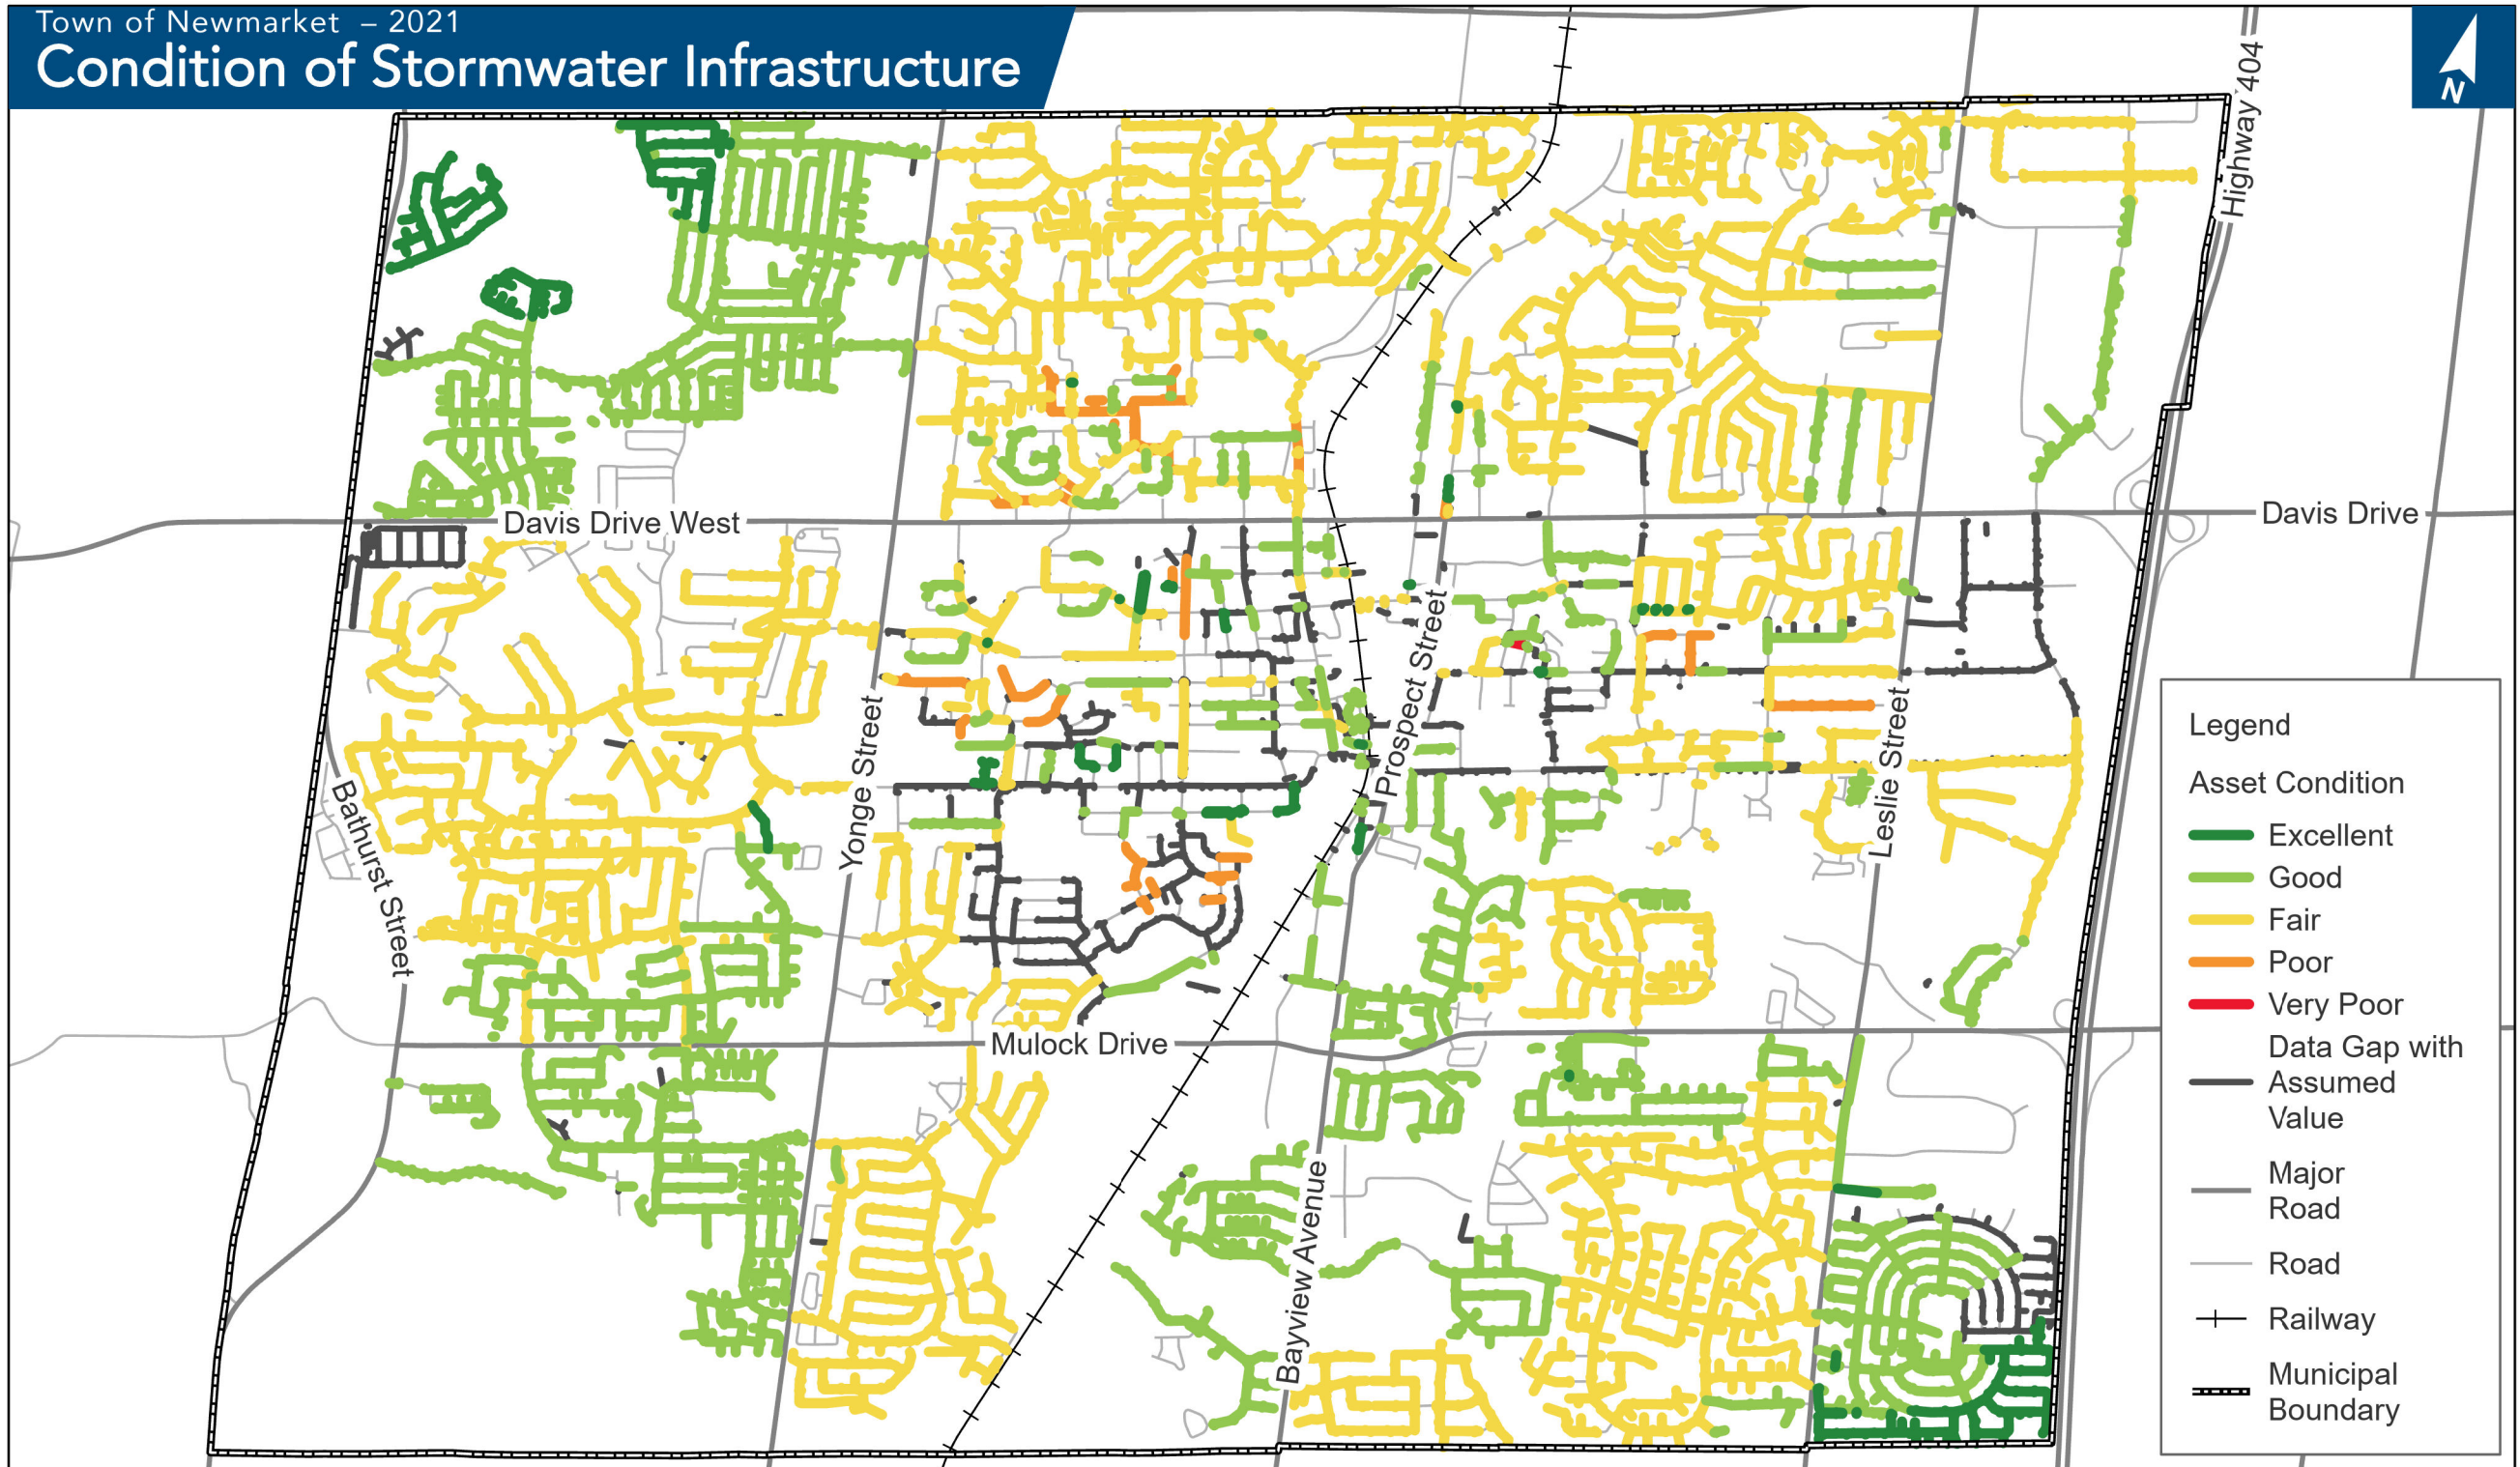 Town of Newmarket – 2021
Condition of Stormwater Infrastructure
N
Highway 404
Davis Drive West
Davis Drive
Prospect Street
Yonge Street
Leslie Street
Bathurst Street
Mulock Drive
Bayview Avenue
Legend
Asset Condition
Excellent
Good
Fair
Poor
Very Poor
Data Gap with
Assumed
Value
Major
Road
Road
Railway
Municipal
Boundary